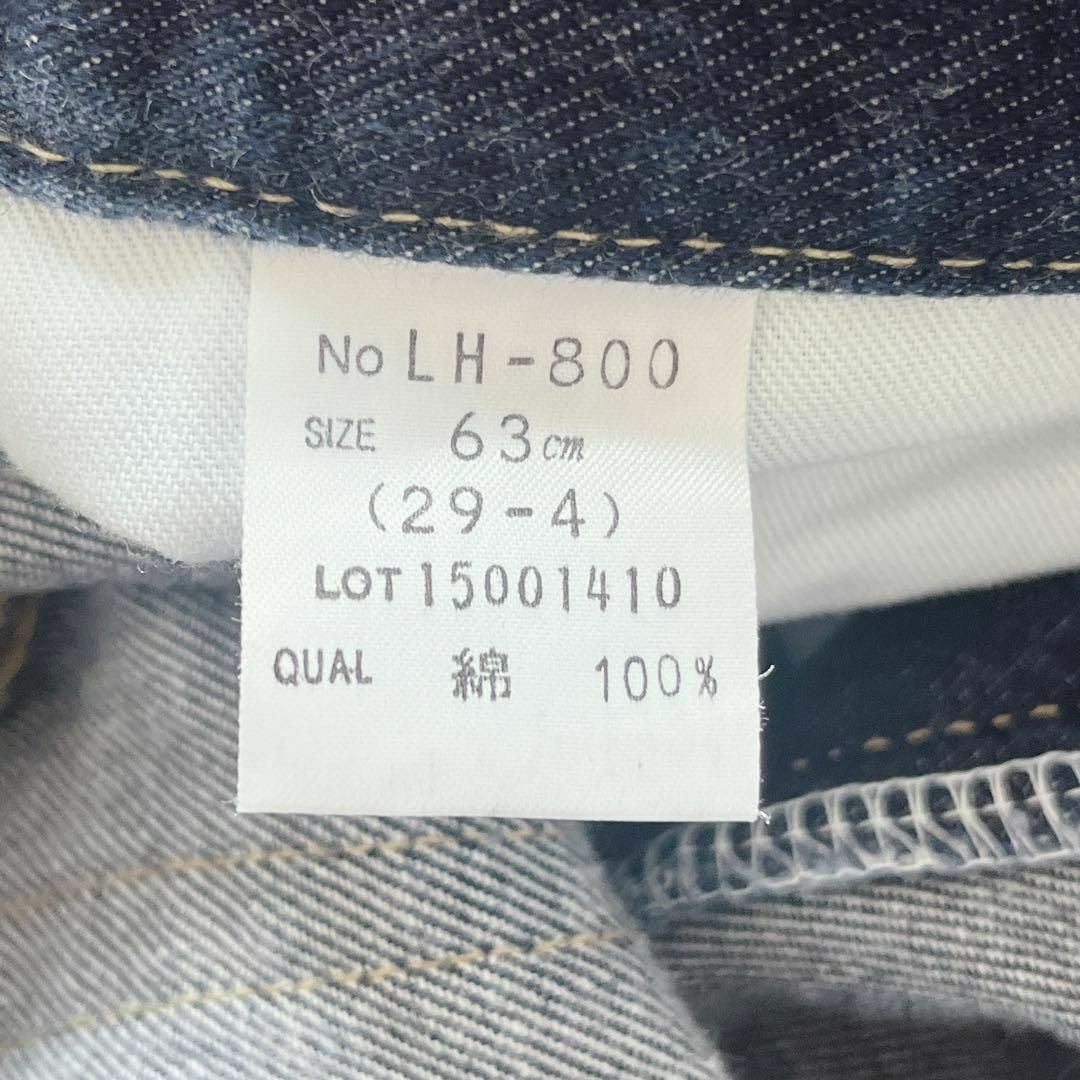 No LH-800
SIZE 63cm
(29-4)
LOT 15001410
QUAL 綿 100%